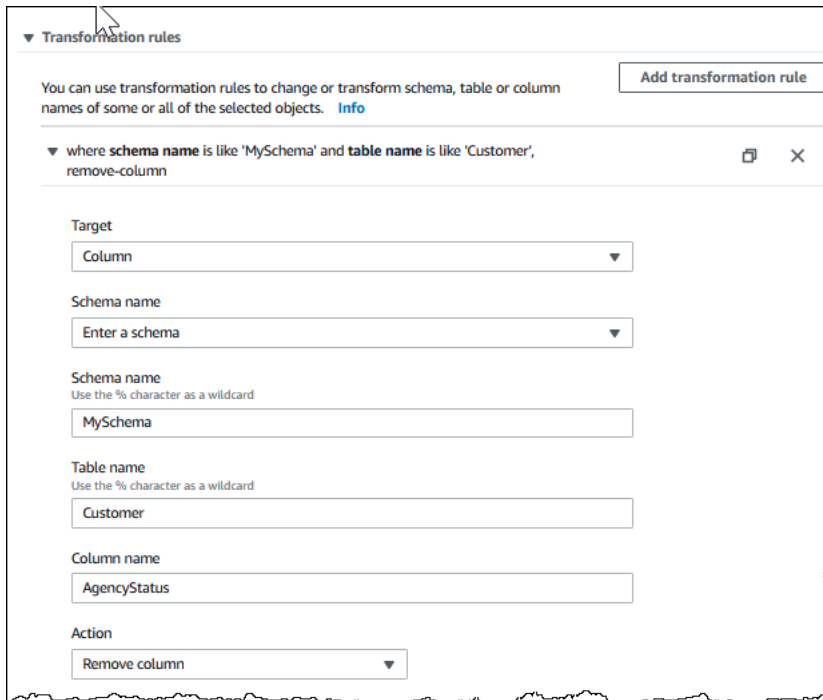 Transformation rules
Add transformation rule
You can use transformation rules to change or transform schema, table or column
names of some or all of the selected objects. Info
where schema name is like 'MySchema' and table name is like 'Customer',
remove-column
Target
Column
Schema name
Enter a schema
Schema name
Use the % character as a wildcard
MySchema
Table name
Use the % character as a wildcard
Customer
Column name
AgencyStatus
Action
Remove column